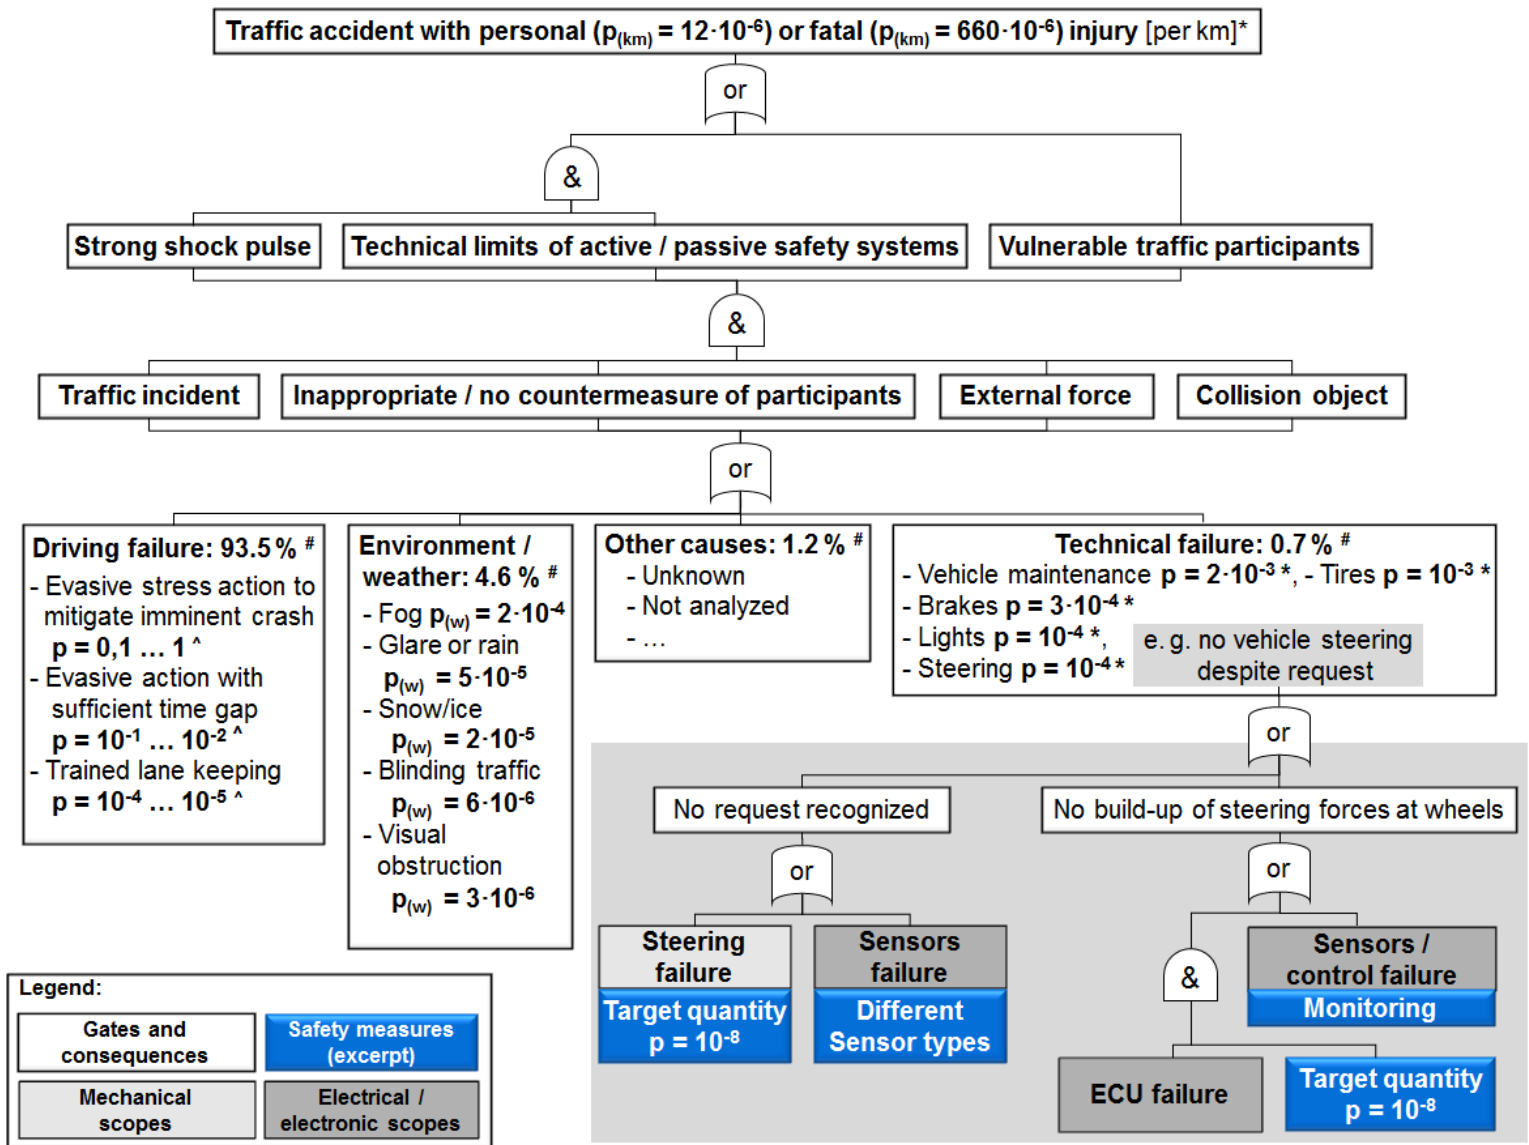 Traffic accident with personal (p(km) = 12·10-6) or fatal (p(km) = 660·10-6) injury [per km]*
or
&
Strong shock pulse
Technical limits of active / passive safety systems
Vulnerable traffic participants
&
Traffic incident
Inappropriate / no countermeasure of participants
External force
Collision object
or
Driving failure: 93.5 % #
- Evasive stress action to
mitigate imminent crash
p = 0,1 … 1 ^
- Evasive action with
sufficient time gap
p = 10-1 … 10-2 ^
- Trained lane keeping
p = 10-4 … 10-5 ^
Environment /
weather: 4.6 % #
- Fog p(w) = 2·10-4
- Glare or rain
p(w) = 5·10-5
- Snow/ice
p(w) = 2·10-5
- Blinding traffic
p(w) = 6·10-6
- Visual
obstruction
p(w) = 3·10-6
Other causes: 1.2 % #
- Unknown
- Not analyzed
- …
Technical failure: 0.7 % #
- Vehicle maintenance p = 2·10-3 *, - Tires p = 10-3 *
- Brakes p = 3·10-4 *
- Lights p = 10-4 *,
- Steering p = 10-4 *
e. g. no vehicle steering
despite request
or
No request recognized
No build-up of steering forces at wheels
or
or
Steering
failure
Target quantity
p = 10-8
Sensors
failure
Different
Sensor types
&
Sensors /
control failure
Monitoring
ECU failure
Target quantity
p = 10-8
Legend:
Gates and
consequences
Safety measures
(excerpt)
Mechanical
scopes
Electrical /
electronic scopes